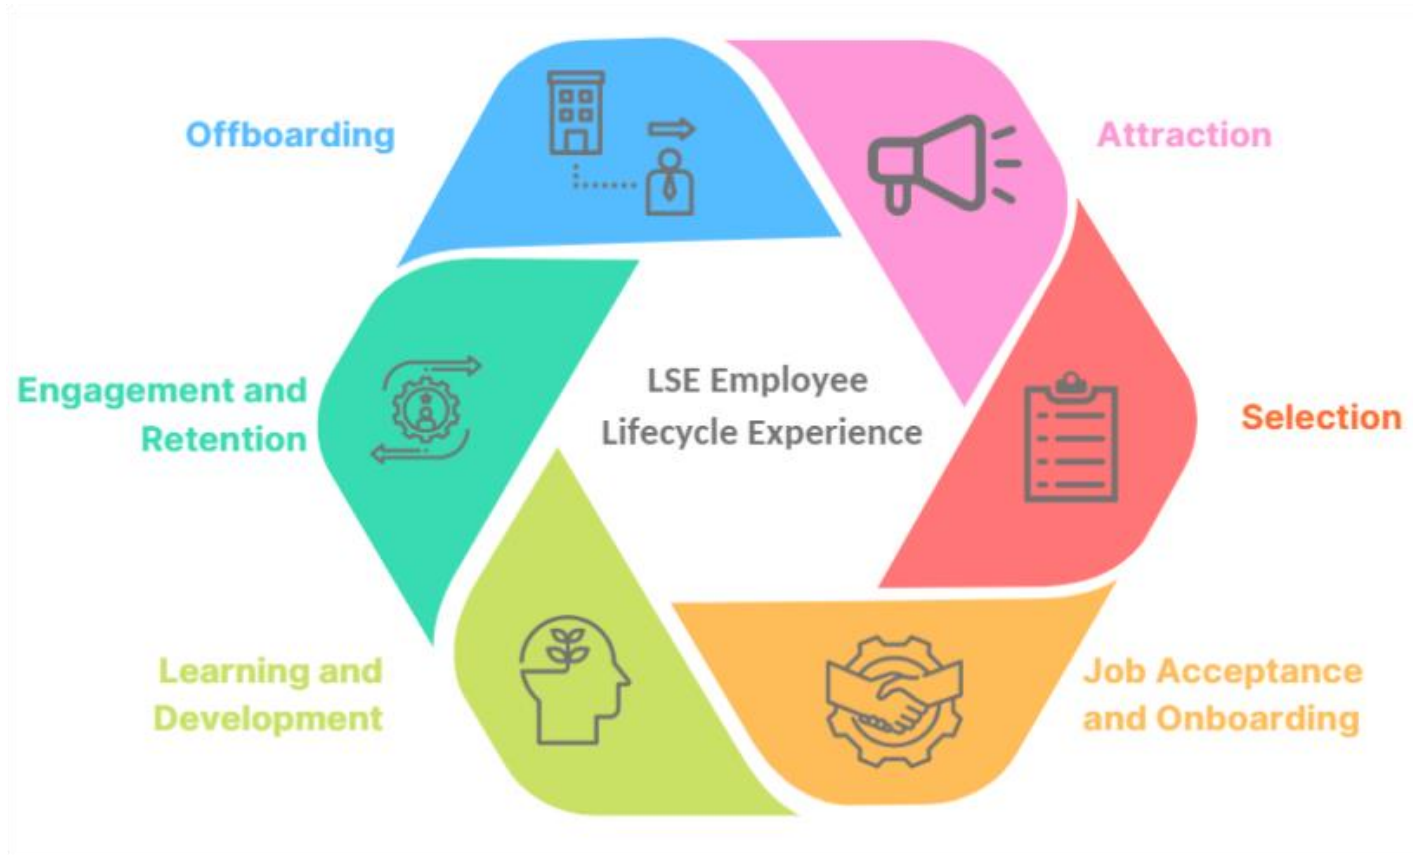 LSE Employee
Lifecycle Experience
Attraction
Selection
Job Acceptance
and Onboarding
Learning and
Development
Engagement and
Retention
Offboarding